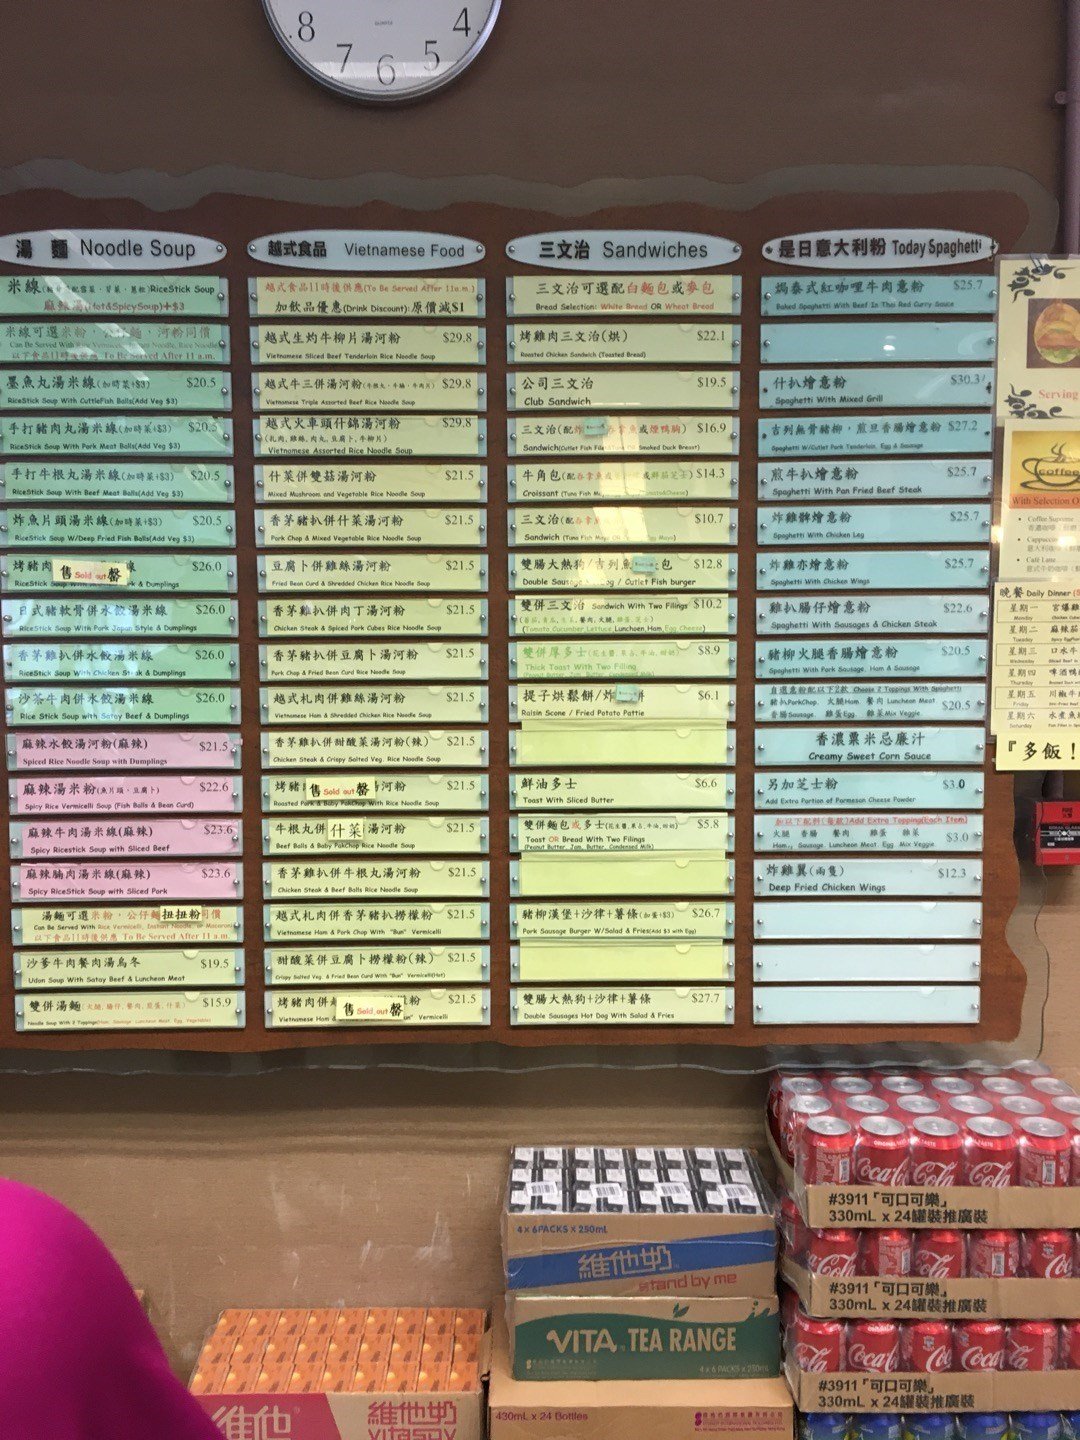 8 7 6 5 4
湯 麵 Noodle Soup
RiceStick Soup
麻辣湯(Hot&SpicySoup)+$3
米線可選米粉，公仔麵，河粉同價
以下食品11時後供應 To Be Served After 11 a.m.
墨魚丸湯米線(加時菜+$3) $20.5
RiceStick Soup With CuttleFish Balls(Add Veg $3)
手打豬肉丸湯米線(加時菜+$3) $20.5
RiceStick Soup With Pork Meat Balls(Add Veg $3)
手打牛根丸湯米線(加時菜+$3) $20.5
RiceStick Soup With Beef Meat Balls(Add Veg $3)
炸魚片頭湯米線(加時菜+$3) $20.5
RiceStick Soup W/Deep Fried Fish Balls(Add Veg $3)
烤豬 售 Sold out 罄 線 $26.0
RiceStick & Dumplings
日式豬軟骨併水餃湯米線 $26.0
RiceStick Soup With Pork Japan Style & Dumplings
香茅雞扒併水餃湯米線 $26.0
RiceStick Soup With Chicken Steak & Dumplings
沙茶牛肉併水餃湯米線 $26.0
Rice Stick Soup with Satay Beef & Dumplings
麻辣水餃湯河粉(麻辣) $21.5
Spiced Rice Noodle Soup with Dumplings
麻辣湯米粉(魚片頭，豆腐卜) $22.6
Spicy Rice Vermicelli Soup (Fish Balls & Bean Curd)
麻辣牛肉湯米線(麻辣) $23.6
Spicy Ricestick Soup with Sliced Beef
麻辣腩肉湯米線(麻辣) $23.6
Spicy RiceStick Soup with Sliced Pork
湯麵可選米粉，公仔麵 扭扭粉 同價
Can Be Served With Rice Vermicelli, Instant Noodle, or Macaroni
以下食品11時後供應 To Be Served After 11 a.m.
沙爹牛肉餐肉湯烏冬 $19.5
Udon Soup With Satay Beef & Luncheon Meat
雙併湯麵(火腿，腸仔，餐肉，煎蛋，什菜) $15.9
Noodle Soup With 2 Toppings(Ham, Sausage, Luncheon Meat, Egg, Vegetable)
越式食品 Vietnamese Food
越式食品11時後供應(To Be Served After 11a.m.)
加飲品優惠(Drink Discount):原價減$1
越式生灼牛柳片湯河粉 $29.8
Vietnamese Sliced Beef Tenderloin Rice Noodle Soup
越式牛三併湯河粉(牛根丸，牛腩，牛肉片) $29.8
Vietnamese Triple Assorted Beef Rice Noodle Soup
越式火車頭什錦湯河粉 $29.8
(扎肉, 雞絲, 肉丸, 豆腐卜, 牛柳片)
Vietnamese Assorted Beef Rice Noodle Soup
什菜併雙菇湯河粉 $21.5
Mixed Mushroom and Vegetable Rice Noodle Soup
香茅豬扒併什菜湯河粉 $21.5
Pork Chop & Mixed Vegetable Rice Noodle Soup
豆腐卜併雞絲湯河粉 $21.5
Fried Bean Curd & Shredded Chicken Rice Noodle Soup
香茅雞扒併肉丁湯河粉 $21.5
Chicken Steak & Spiced Pork Cubes Rice Noodle Soup
香茅豬扒併豆腐卜湯河粉 $21.5
Pork Chop & Fried Bean Curd Rice Noodle Soup
越式札肉併雞絲湯河粉 $21.5
Vietnamese Ham & Shredded Chicken Rice Noodle Soup
香茅雞扒併甜酸菜湯河粉(辣) $21.5
Chicken Steak & Crispy Salted Veg. Rice Noodle Soup
烤豬 售 Sold out 罄 湯河粉 $21.5
Roasted Pork & Baby PakChop With Rice Noodle Soup
牛根丸併 什菜 湯河粉 $21.5
Beef Balls & Baby PakChop With Rice Noodle Soup
香茅雞扒併牛根丸湯河粉 $21.5
Chicken Steak & Beef Balls Rice Noodle Soup
越式札肉併香茅豬扒撈檬粉 $21.5
Vietnamese Ham & Pork Chop With "Bun" Vermicelli
甜酸菜併豆腐卜撈檬粉(辣) $21.5
Crispy Salted Veg. & Fried Bean Curd With "Bun" Vermicelli(Hot)
烤豬肉併 售 Sold out 罄 檬粉 $21.5
Vietnamese Ham Vermicelli
三文治 Sandwiches
三文治可選配白麵包或麥包
Bread Selection: White Bread OR Wheat Bread
烤雞肉三文治(烘) $22.1
Roasted Chicken Sandwich (Toasted Bread)
公司三文治 $19.5
Club Sandwich
三文治(配 或煙鴨胸) $16.9
Sandwich(Cutlet Fish OR Smoked Duck Breast)
牛角包(配吞拿魚 或鮮茄芝士) $14.3
Croissant (Tuna Fish
三文治(配 $10.7
Sandwich (Tuna Fish
雙腸大熱狗/吉列魚 包 $12.8
Double Sausage / Cutlet Fish burger
雙併三文治 Sandwich With Two Fillings $10.2
(番茄, 青瓜, 生菜, 餐肉, 火腿, 雞蛋, 芝士)
(Tomato Cucumber Lettuce Luncheon Ham Egg Cheese)
雙併厚多士(花生醬, 果占, 牛油, 甜奶) $8.9
Thick Toast With Two Filling
提子烘鬆餅/炸 餅 $6.1
Raisin Scone / Fried Potato Pattie
鮮油多士 $6.6
Toast With Sliced Butter
雙併麵包或多士(花生醬, 果占, 牛油, 甜奶) $5.8
Toast OR Bread With Two Filings
(Peanut Butter, Jam, Butter, Condensed Milk)
豬柳漢堡+沙律+薯條(加蛋+$3) $26.7
Pork Sausage Burger W/Salad & Fries(Add $3 with Egg)
雙腸大熱狗+沙律+薯條 $27.7
Double Sausages Hot Dog With Salad & Fries
是日意大利粉 Today Spaghetti
焗泰式紅咖哩牛肉意粉 $25.7
Baked Spaghetti With Beef In Thai Red Curry Sauce
什扒燴意粉 $30.3
Spaghetti With Mixed Grill
吉列無骨豬柳，煎旦香腸燴意粉 $27.2
Spaghetti W/Cutlet Pork Tenderloin, Egg & Sausage
煎牛扒燴意粉 $25.7
Spaghetti With Pan Fried Beef Steak
炸雞髀燴意粉 $25.7
Spaghetti With Chicken Leg
炸雞亦燴意粉
Spaghetti With Chicken Wings
雞扒腸仔燴意粉 $22.6
Spaghetti With Sausages & Chicken Steak
豬柳火腿香腸燴意粉 $20.5
Spaghetti With Pork Sausage, Ham & Sausage
自選意粉配以下2款 Choose 2 Toppings With Spaghetti
豬扒PorkChop, 火腿Ham 餐肉 Luncheon Meat
香腸Sausage, 雞蛋Egg, 雜菜Mix Veggie $20.5
香濃粟米忌廉汁
Creamy Sweet Corn Sauce
另加芝士粉 $3.0
Add Extra Portion of Parmesan Cheese Powder
加以下配料(每款)Add Extra Topping(Each Item)
火腿 香腸 餐肉 雞蛋 雜菜 $3.0
Ham., Sausage Luncheon Meat Egg Mix Veggie
炸雞翼(兩隻) $12.3
Deep Fried Chicken Wings
Serving
coffee
With Selection O
Coffee Supreme
Cappuccino
Café Latte
晚餐 Daily Dinner
星期一
Monday
星期二
Tuesday
星期三
Wednesday
星期四
Thursday
星期五
Friday
星期六
Saturday
『多飯！
4 x 6PACKS x 250mL
維他奶
stand by me
VITA TEA RANGE
4 x 6 PACKS x 250mL
430mL x 24 Bottles
維他
維他奶
vitasoy
ORIGINAL TASTE
Coca-Cola
#3911「可口可樂」
330mL x 24罐裝推廣裝
#3911「可口可樂」
330mL x 24罐裝推廣裝
#3911「可口可樂」
330mL x 24罐裝推廣裝